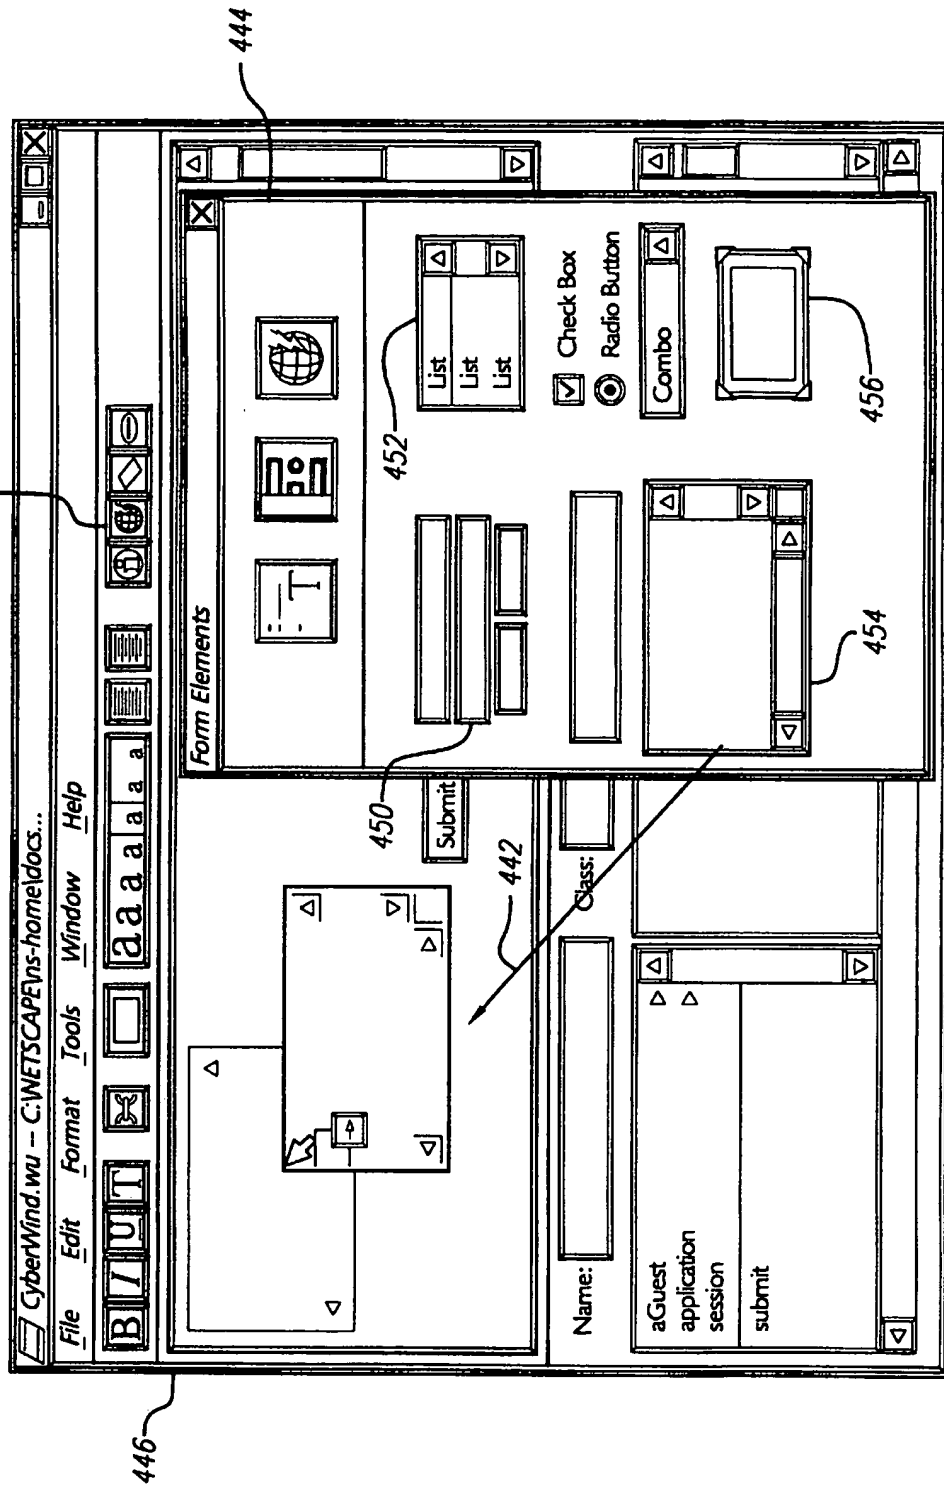 444
CyberWind.wu -- C:\NETSCAPE\ns-home\docs...
File Edit Format Tools Window Help
B I U T a a a a a a a
Form Elements
T
452
List
List
List
Check Box
Radio Button
Combo
450
454
456
Submit
442
Name:
Class:
aGuest
application
session
submit
446